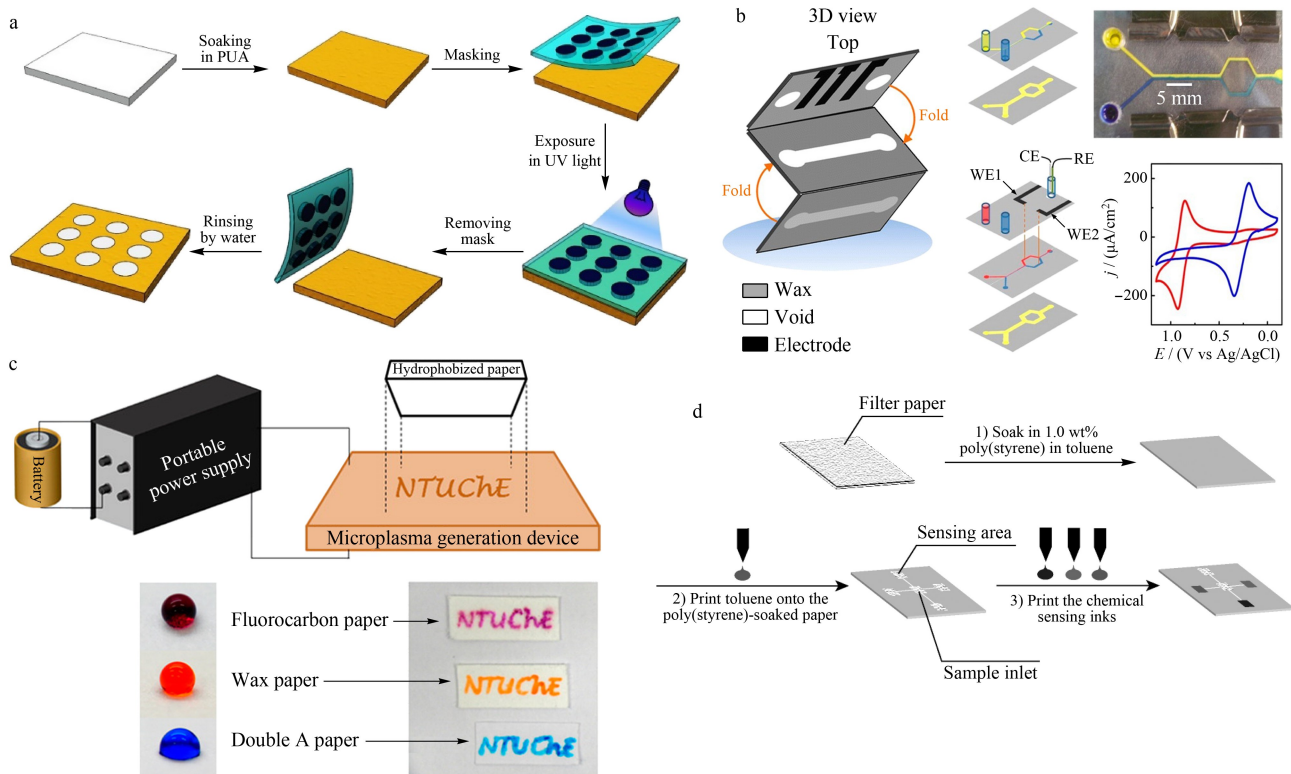 a
Soaking
in PUA
Masking
Exposure
in UV light
Removing
mask
Rinsing
by water
b
3D view
Top
Fold
Fold
Wax
Void
Electrode
5 mm
CE
RE
WE1
WE2
200
0
−200
j / (μA/cm²)
1.0
0.5
0.0
E / (V vs Ag/AgCl)
c
Battery
Portable
power supply
Hydrophobized paper
NTUChE
Microplasma generation device
Fluorocarbon paper
NTUChE
Wax paper
NTUChE
Double A paper
NTUChE
d
Filter paper
1) Soak in 1.0 wt%
poly(styrene) in toluene
Sensing area
2) Print toluene onto the
poly(styrene)-soaked paper
3) Print the chemical
sensing inks
Sample inlet